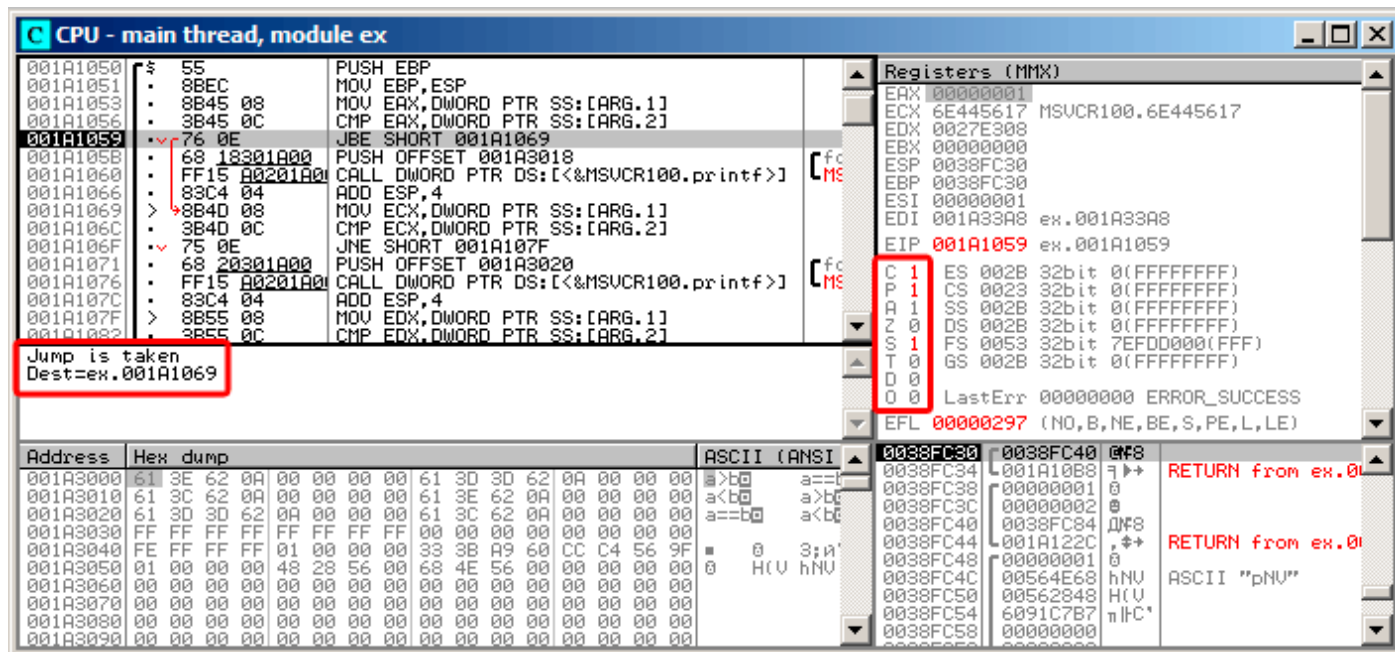 C CPU - main thread, module ex
001A1050 $ 55 PUSH EBP
001A1051 . 8BEC MOV EBP,ESP
001A1053 . 8B45 08 MOV EAX,DWORD PTR SS:[ARG.1]
001A1056 . 3B45 0C CMP EAX,DWORD PTR SS:[ARG.2]
001A1059 . 76 0E JBE SHORT 001A1069
001A105B . 68 18301A00 PUSH OFFSET 001A3018
001A1060 . FF15 A0201A0 CALL DWORD PTR DS:[<&MSVCR100.printf>]
001A1066 . 83C4 04 ADD ESP,4
001A1069 > 8B4D 08 MOV ECX,DWORD PTR SS:[ARG.1]
001A106C . 3B4D 0C CMP ECX,DWORD PTR SS:[ARG.2]
001A106F . 75 0E JNE SHORT 001A107F
001A1071 . 68 20301A00 PUSH OFFSET 001A3020
001A1076 . FF15 A0201A0 CALL DWORD PTR DS:[<&MSVCR100.printf>]
001A107C . 83C4 04 ADD ESP,4
001A107F > 8B55 08 MOV EDX,DWORD PTR SS:[ARG.1]
001A1082 . 3B55 0C CMP EDX,DWORD PTR SS:[ARG.2]
Jump is taken
Dest=ex.001A1069
Registers (MMX)
EAX 00000001
ECX 6E445617 MSVCR100.6E445617
EDX 0027E308
EBX 00000000
ESP 0038FC30
EBP 0038FC30
ESI 00000001
EDI 001A33A8 ex.001A33A8
EIP 001A1059 ex.001A1059
C 1 ES 002B 32bit 0(FFFFFFFF)
P 1 CS 0023 32bit 0(FFFFFFFF)
A 1 SS 002B 32bit 0(FFFFFFFF)
Z 0 DS 002B 32bit 0(FFFFFFFF)
S 1 FS 0053 32bit 7EFDD000(FFF)
T 0 GS 002B 32bit 0(FFFFFFFF)
D 0
O 0 LastErr 00000000 ERROR_SUCCESS
EFL 00000297 (NO,B,NE,BE,S,PE,L,LE)
Address Hex dump ASCII (ANSI
001A3000 61 3E 62 0A 00 00 00 00 61 3D 3D 62 0A 00 00 00 a>b a==b
001A3010 61 3C 62 0A 00 00 00 00 61 3E 62 0A 00 00 00 00 a<b a>b
001A3020 61 3D 3D 62 0A 00 00 00 61 3C 62 0A 00 00 00 00 a==b a<b
001A3030 FF FF FF FF FF FF FF FF 00 00 00 00 00 00 00 00
001A3040 FE FF FF FF 01 00 00 00 33 3B A9 60 CC C4 56 9F
001A3050 01 00 00 00 48 28 56 00 68 4E 56 00 00 00 00 00 H(V hNV
001A3060 00 00 00 00 00 00 00 00 00 00 00 00 00 00 00 00
001A3070 00 00 00 00 00 00 00 00 00 00 00 00 00 00 00 00
001A3080 00 00 00 00 00 00 00 00 00 00 00 00 00 00 00 00
001A3090 00 00 00 00 00 00 00 00 00 00 00 00 00 00 00 00
0038FC30 0038FC40
0038FC34 001A10B8 RETURN from ex.0
0038FC38 00000001
0038FC3C 00000002
0038FC40 0038FC84
0038FC44 001A122C RETURN from ex.0
0038FC48 00000001
0038FC4C 00564E68 hNV ASCII "pNV"
0038FC50 00562848 H(V
0038FC54 6091C7B7
0038FC58 00000000